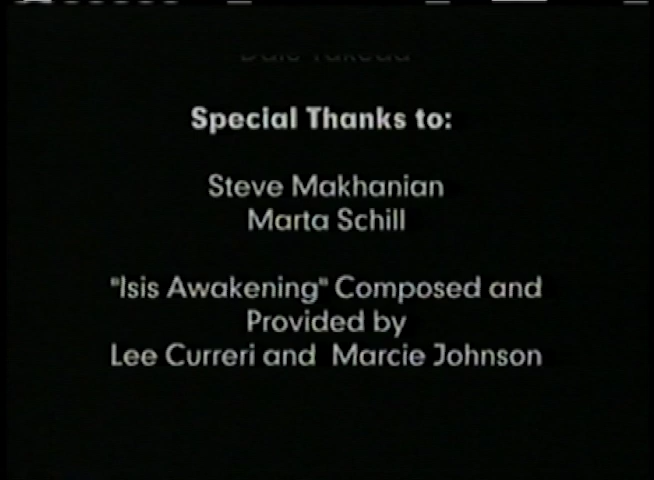 Special Thanks to:
Steve Makhanian
Marta Schill
"Isis Awakening" Composed and
Provided by
Lee Curreri and Marcie Johnson